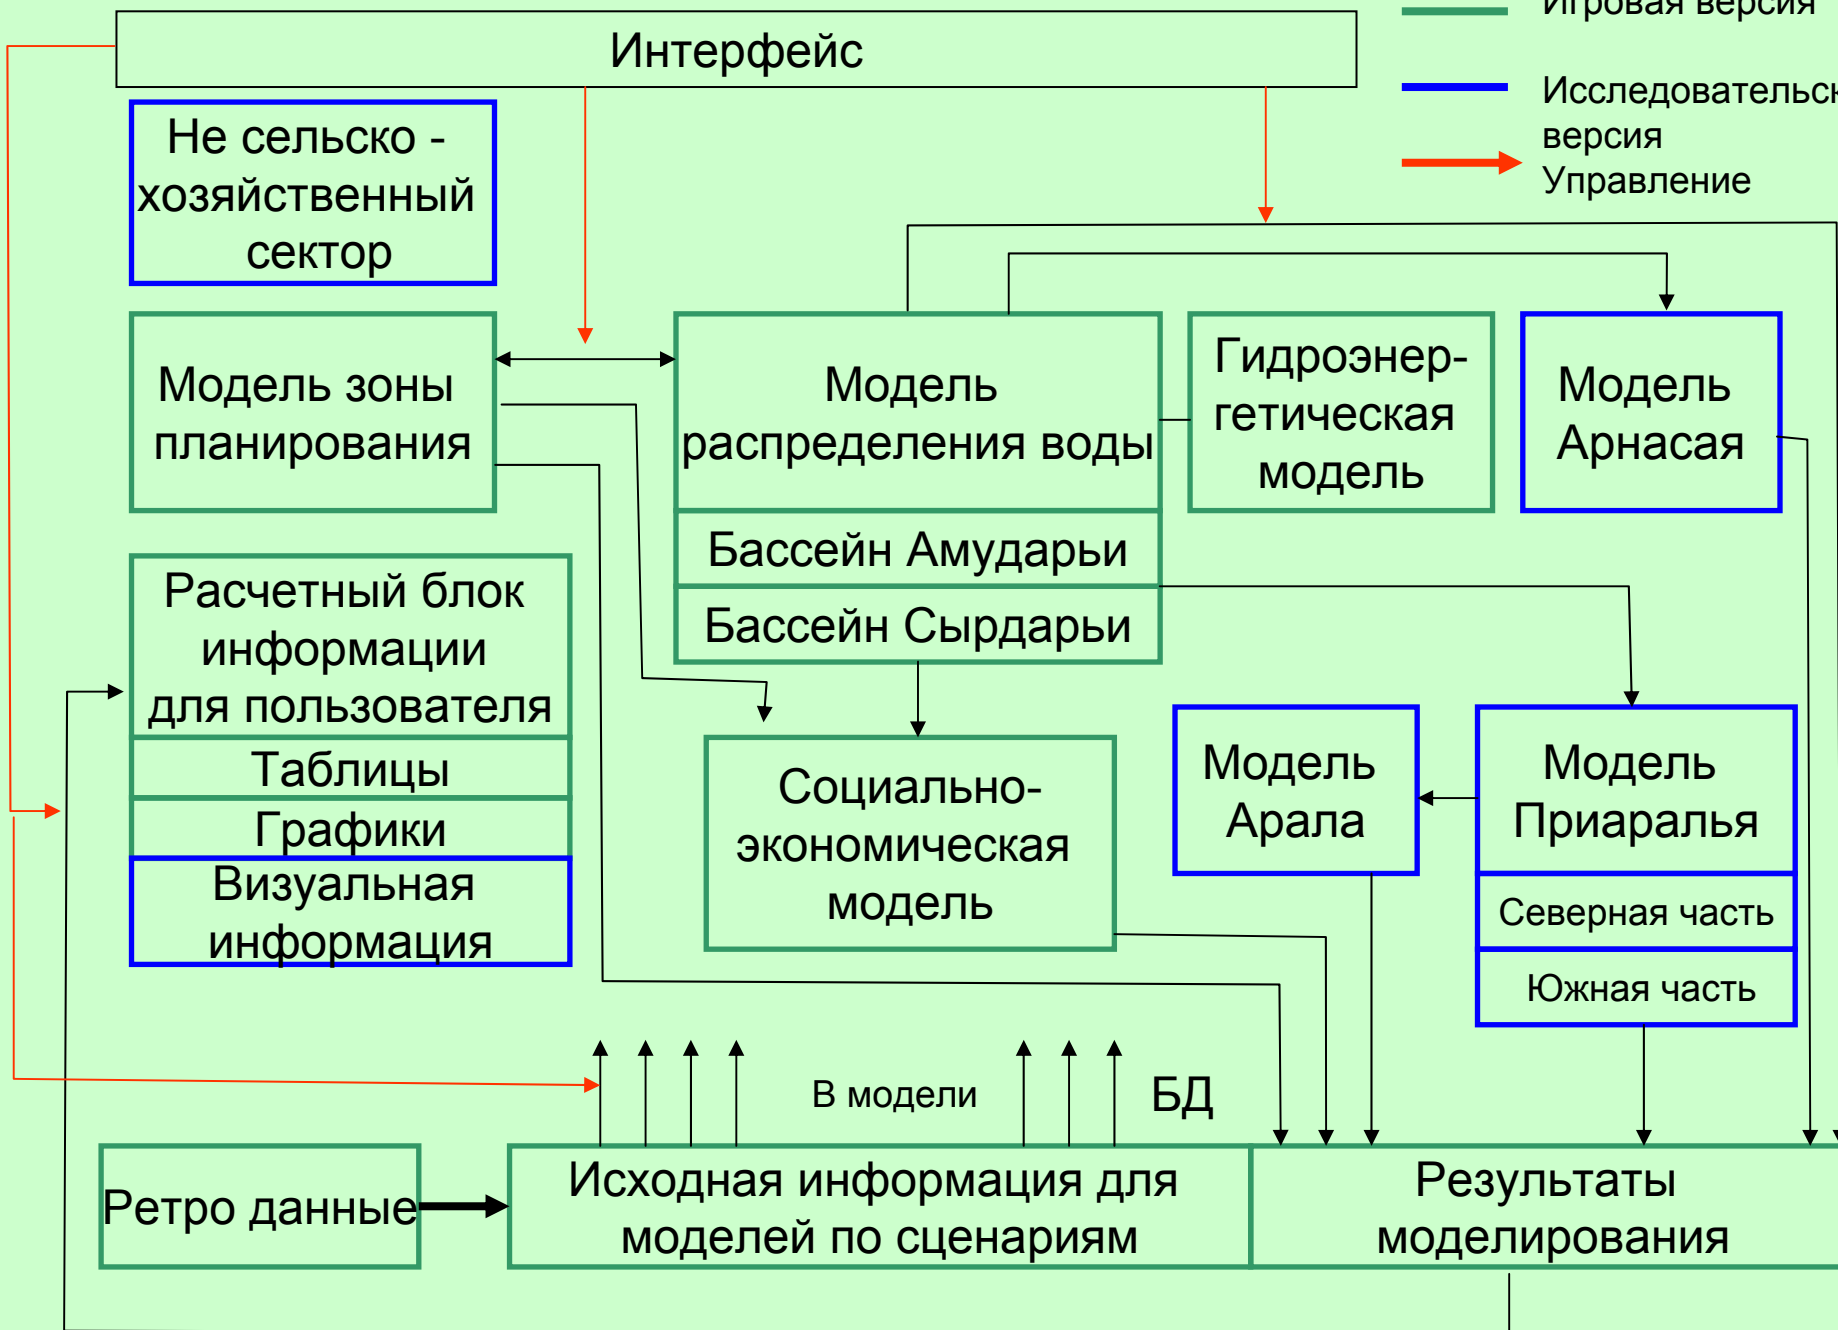 Игровая версия
Интерфейс
Исследовательск
версия
Управление
Не сельско -
хозяйственный
сектор
Модель зоны
планирования
Модель
распределения воды
Бассейн Амударьи
Бассейн Сырдарьи
Гидроэнер-
гетическая
модель
Модель
Арнасая
Расчетный блок
информации
для пользователя
Таблицы
Графики
Визуальная
информация
Социально-
экономическая
модель
Модель
Арала
Модель
Приаралья
Северная часть
Южная часть
В модели
БД
Ретро данные
Исходная информация для
моделей по сценариям
Результаты
моделирования